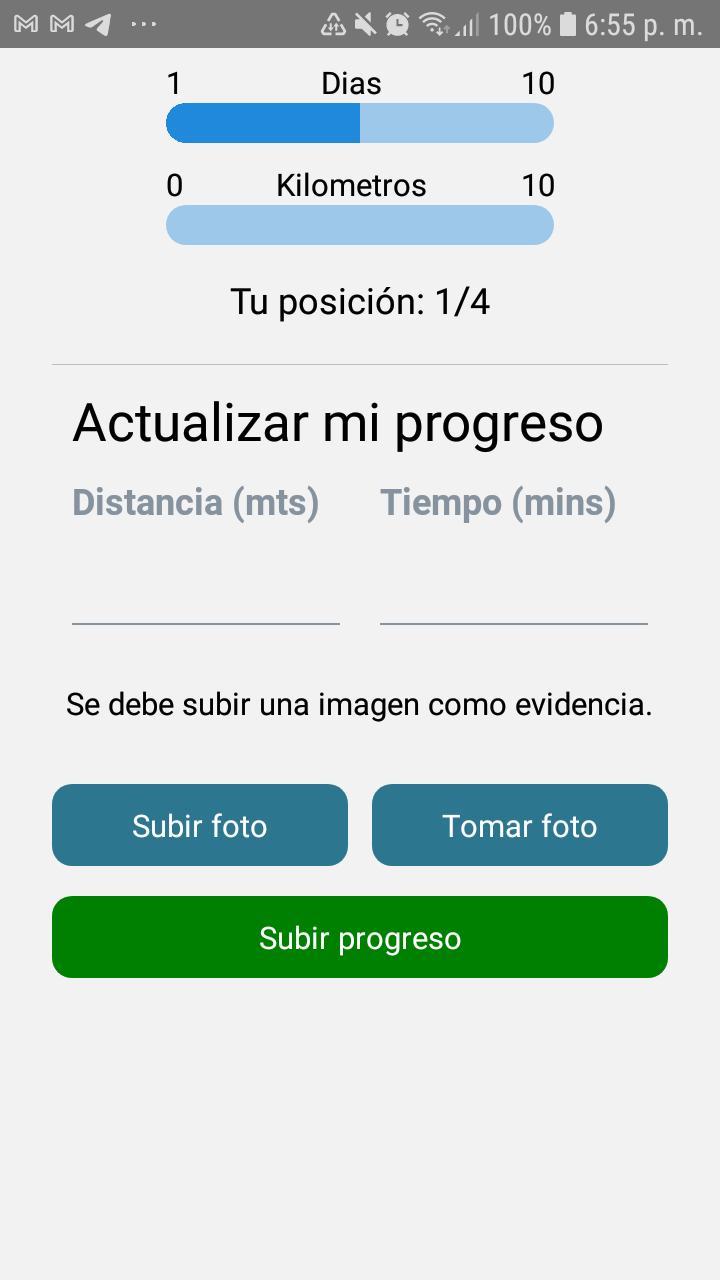 100% 6:55 p. m.
1 Dias 10
0 Kilometros 10
Tu posición: 1/4
Actualizar mi progreso
Distancia (mts) Tiempo (mins)
Se debe subir una imagen como evidencia.
Subir foto Tomar foto
Subir progreso